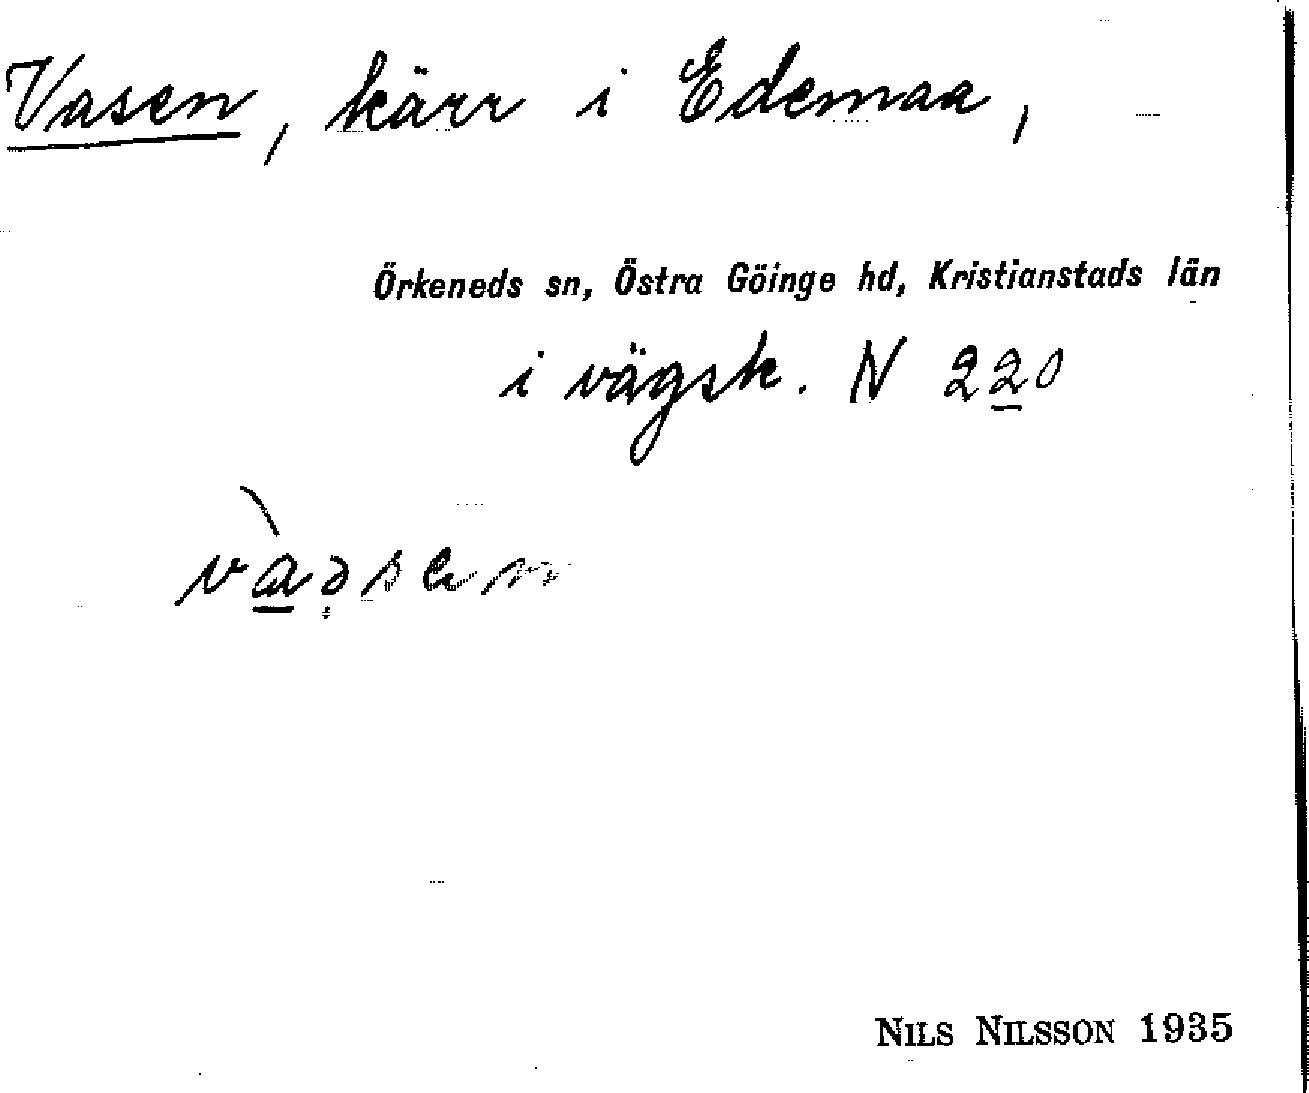 Vasen, kärr i Edemaa,
Örkeneds sn, Östra Göinge hd, Kristianstads län
i vägsk. N 220
NILS NILSSON 1935